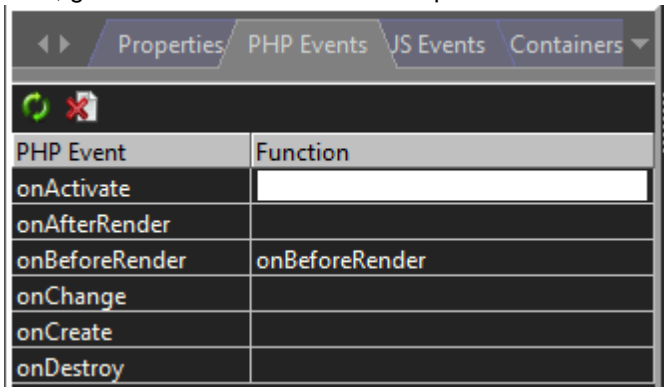 Properties PHP Events JS Events Containers
PHP Event Function
onActivate
onAfterRender
onBeforeRender onBeforeRender
onChange
onCreate
onDestroy